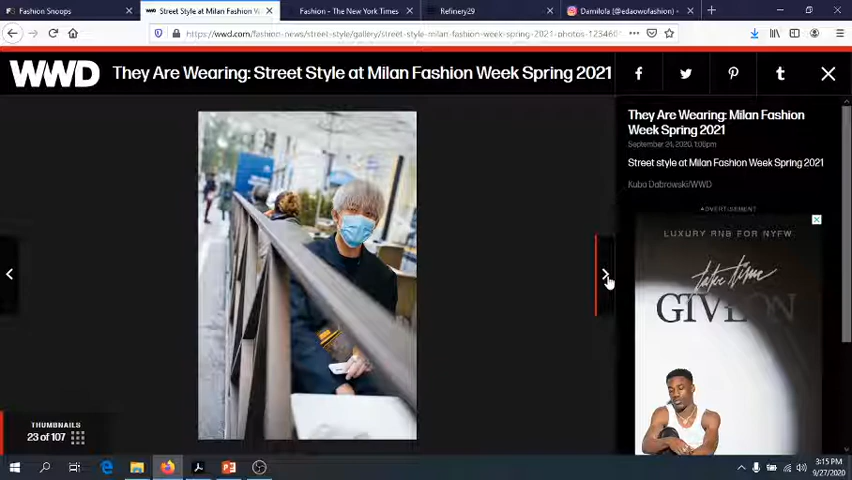 Fashion Snoops
Street Style at Milan Fashion W
Fashion - The New York Times
Refinery29
Damilola (@edaowofashion)
https://wwd.com/fashion-news/street-style/gallery/street-style-milan-fashion-week-spring-2021-photos-1234601
WWD
They Are Wearing: Street Style at Milan Fashion Week Spring 2021
They Are Wearing: Milan Fashion
Week Spring 2021
September 24, 2020, 1:06pm
Street style at Milan Fashion Week Spring 2021
Kuba Dabrowski/WWD
ADVERTISEMENT
LUXURY RNB FOR NYFW
take time
GIVEON
THUMBNAILS
23 of 107
3:15 PM
9/27/2020